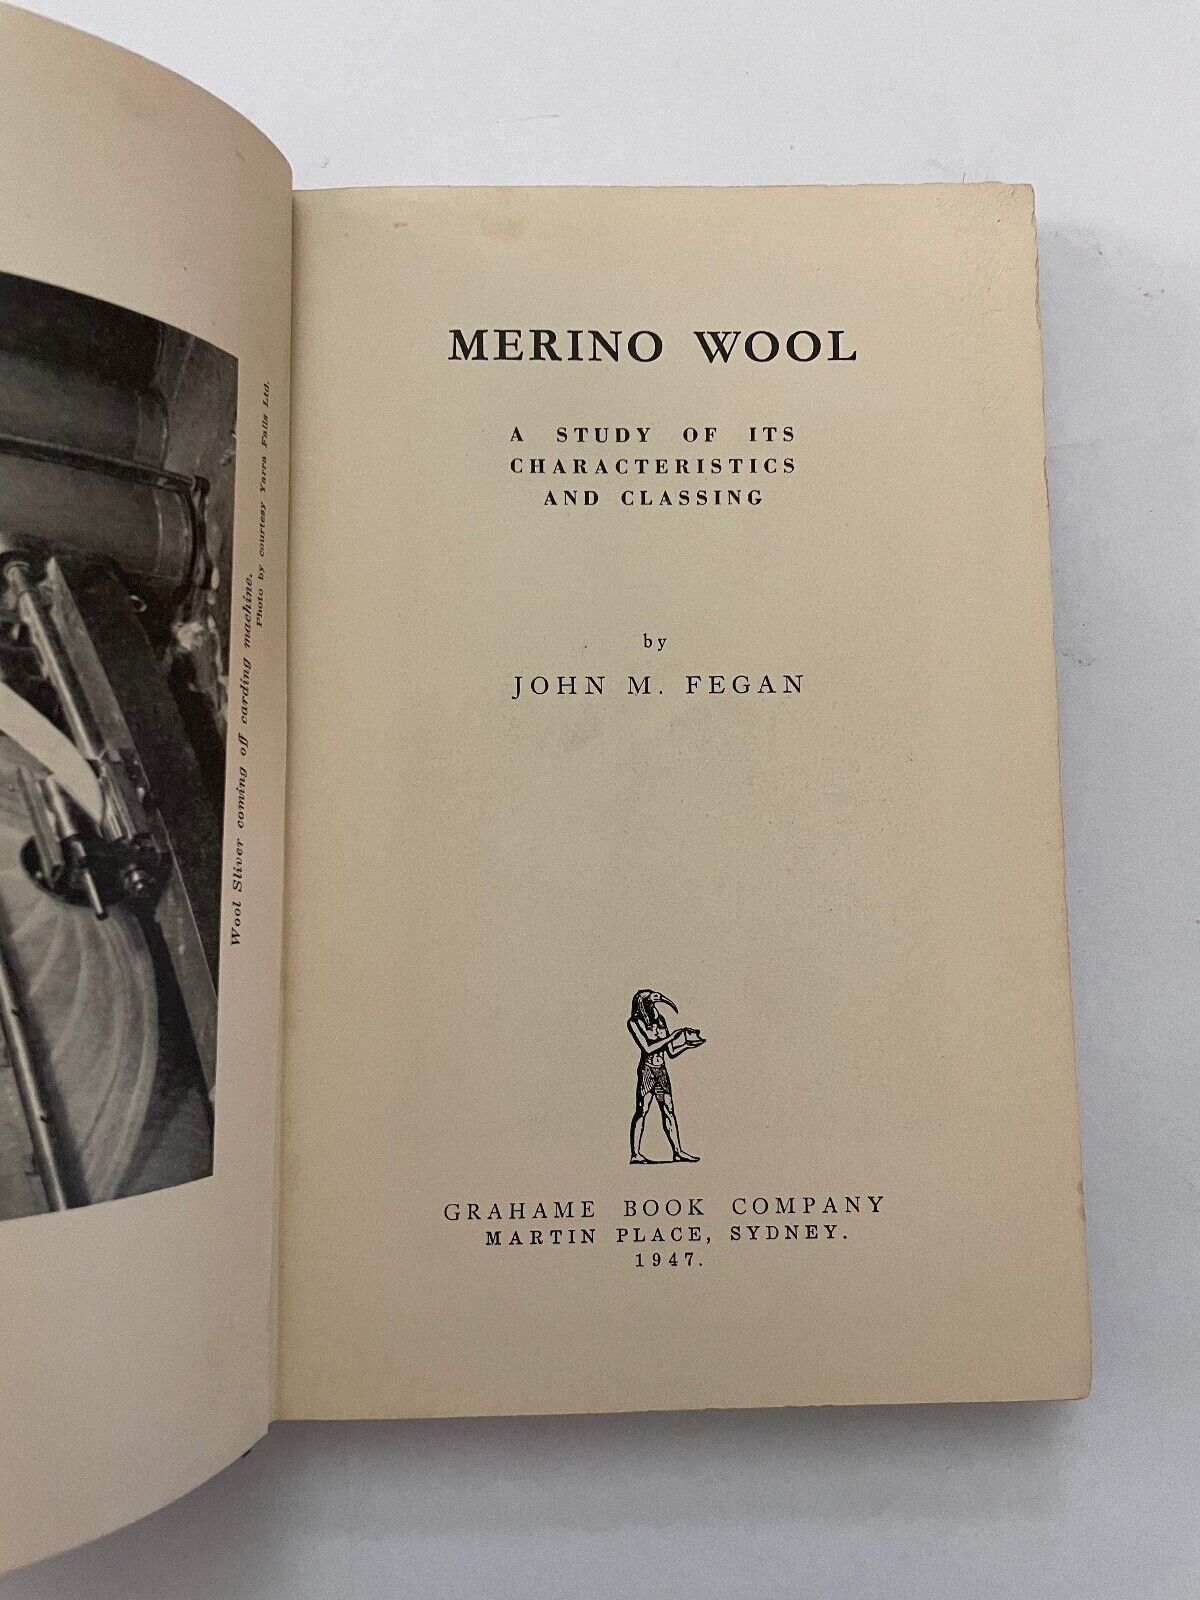 Wool Sliver coming off carding machine.
Photo by courtesy Yarra Falls Ltd.
MERINO WOOL
A STUDY OF ITS
CHARACTERISTICS
AND CLASSING
by
JOHN M. FEGAN
GRAHAME BOOK COMPANY
MARTIN PLACE, SYDNEY.
1947.